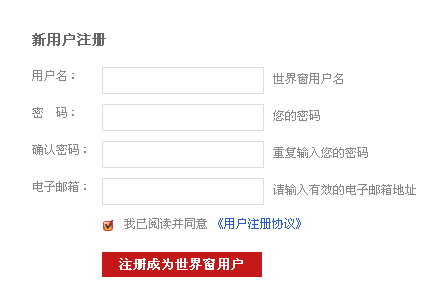 新用户注册
用户名： 世界窗用户名
密　码： 您的密码
确认密码： 重复输入您的密码
电子邮箱： 请输入有效的电子邮箱地址
我已阅读并同意 《用户注册协议》
注册成为世界窗用户